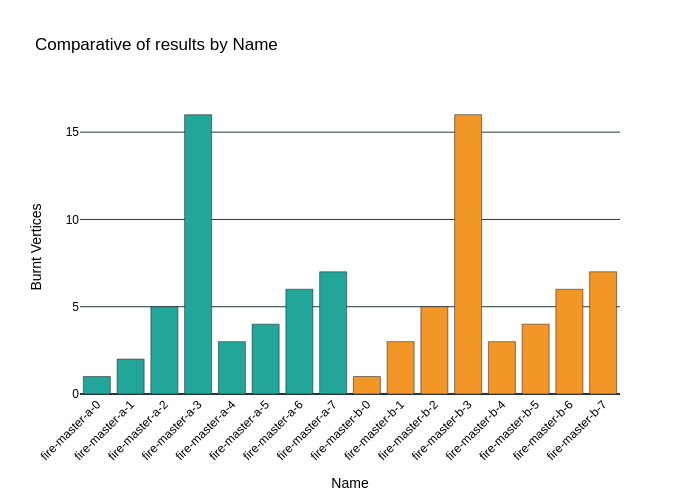 Comparative of results by Name
Burnt Vertices
15
10
5
0
fire-master-a-0
fire-master-a-1
fire-master-a-2
fire-master-a-3
fire-master-a-4
fire-master-a-5
fire-master-a-6
fire-master-a-7
fire-master-b-0
fire-master-b-1
fire-master-b-2
fire-master-b-3
fire-master-b-4
fire-master-b-5
fire-master-b-6
fire-master-b-7
Name